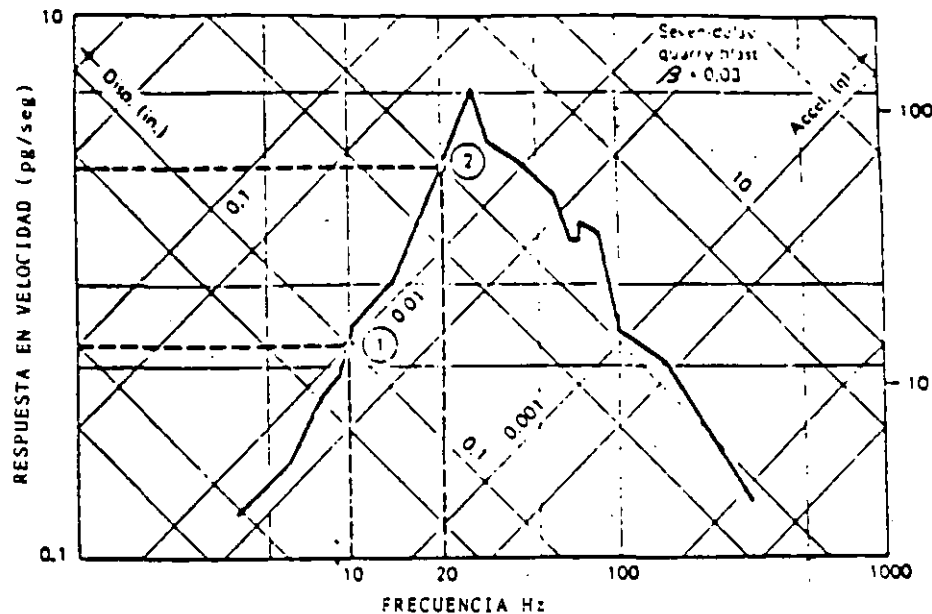 10
Seven-delay
quarry blast
β = 0.03
Disp. (in.)
Accel. (g)
100
RESPUESTA EN VELOCIDAD (pg/seg)
2
10
0.1
0.01
1
10
0.1
0.001
0.1
10
20
100
1000
FRECUENCIA Hz